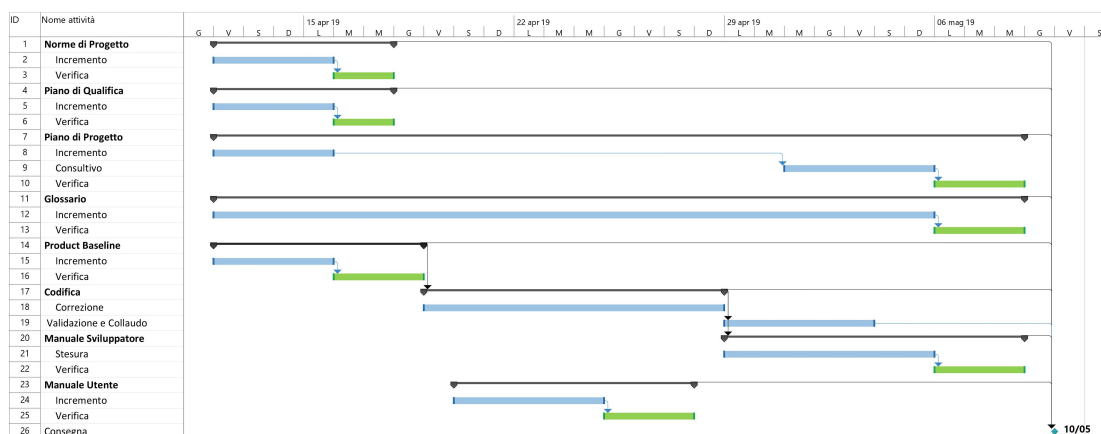 ID Nome attività 15 apr 19 22 apr 19 29 apr 19 06 mag 19
G V S D L M M G V S D L M M G V S D L M M G V S D L M M G V S
1 Norme di Progetto
2 Incremento
3 Verifica
4 Piano di Qualifica
5 Incremento
6 Verifica
7 Piano di Progetto
8 Incremento
9 Consultivo
10 Verifica
11 Glossario
12 Incremento
13 Verifica
14 Product Baseline
15 Incremento
16 Verifica
17 Codifica
18 Correzione
19 Validazione e Collaudo
20 Manuale Sviluppatore
21 Stesura
22 Verifica
23 Manuale Utente
24 Incremento
25 Verifica
26 Consegna 10/05